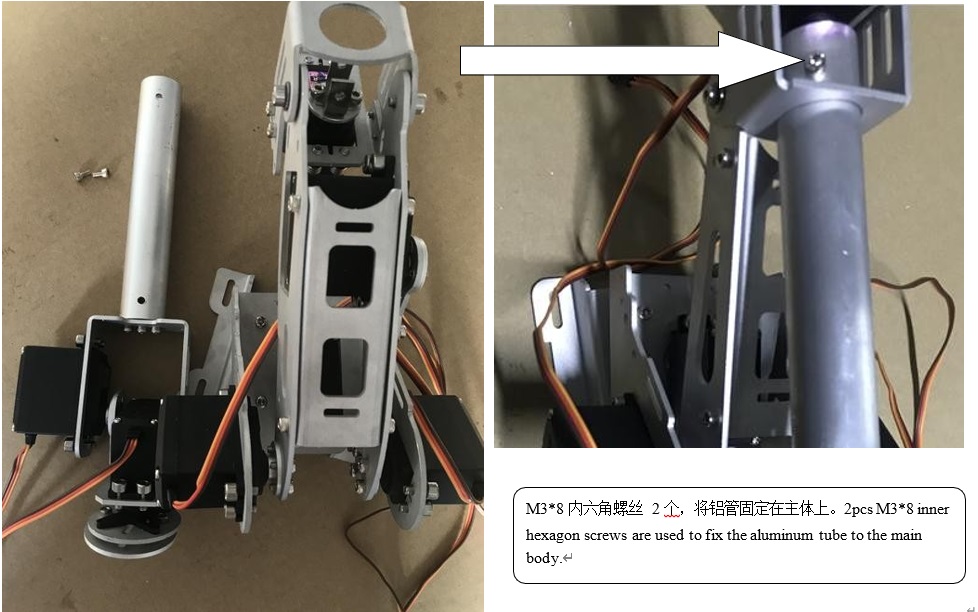 M3*8 内六角螺丝 2 个，将铝管固定在主体上。2pcs M3*8 inner
hexagon screws are used to fix the aluminum tube to the main
body.↵
↵